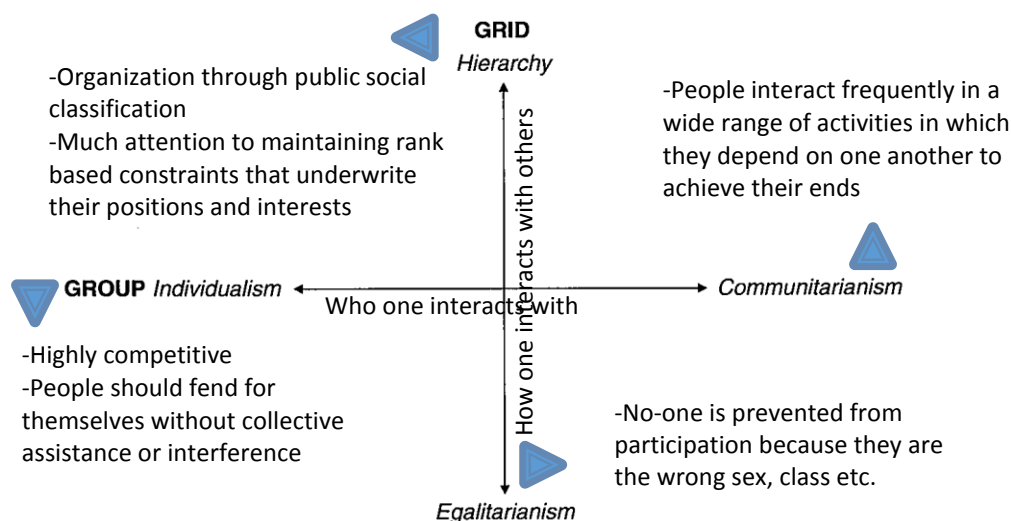 GRID
Hierarchy
-Organization through public social
classification
-Much attention to maintaining rank
based constraints that underwrite
their positions and interests
-People interact frequently in a
wide range of activities in which
they depend on one another to
achieve their ends
How one interacts with others
GROUP Individualism
Communitarianism
Who one interacts with
-Highly competitive
-People should fend for
themselves without collective
assistance or interference
-No-one is prevented from
participation because they are
the wrong sex, class etc.
Egalitarianism